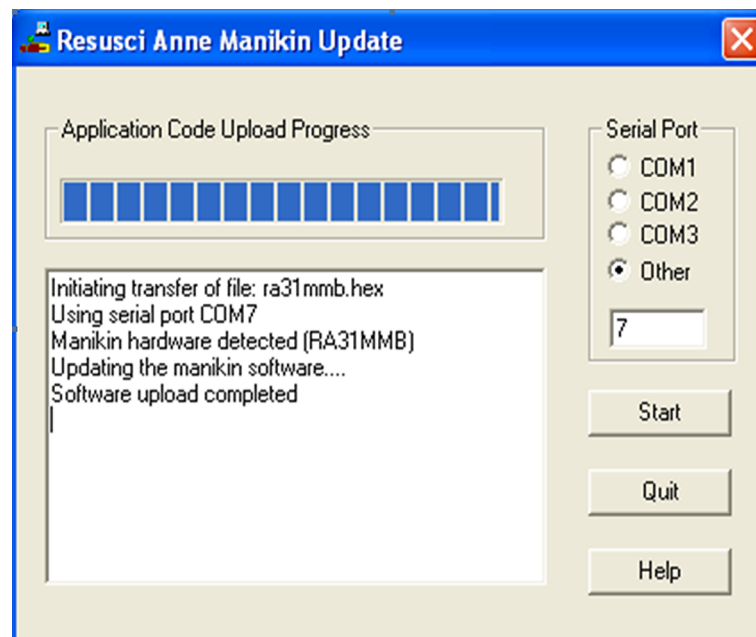 Resusci Anne Manikin Update
Application Code Upload Progress
Initiating transfer of file: ra31mmb.hex
Using serial port COM7
Manikin hardware detected (RA31MMB)
Updating the manikin software....
Software upload completed
Serial Port
COM1
COM2
COM3
Other
7
Start
Quit
Help